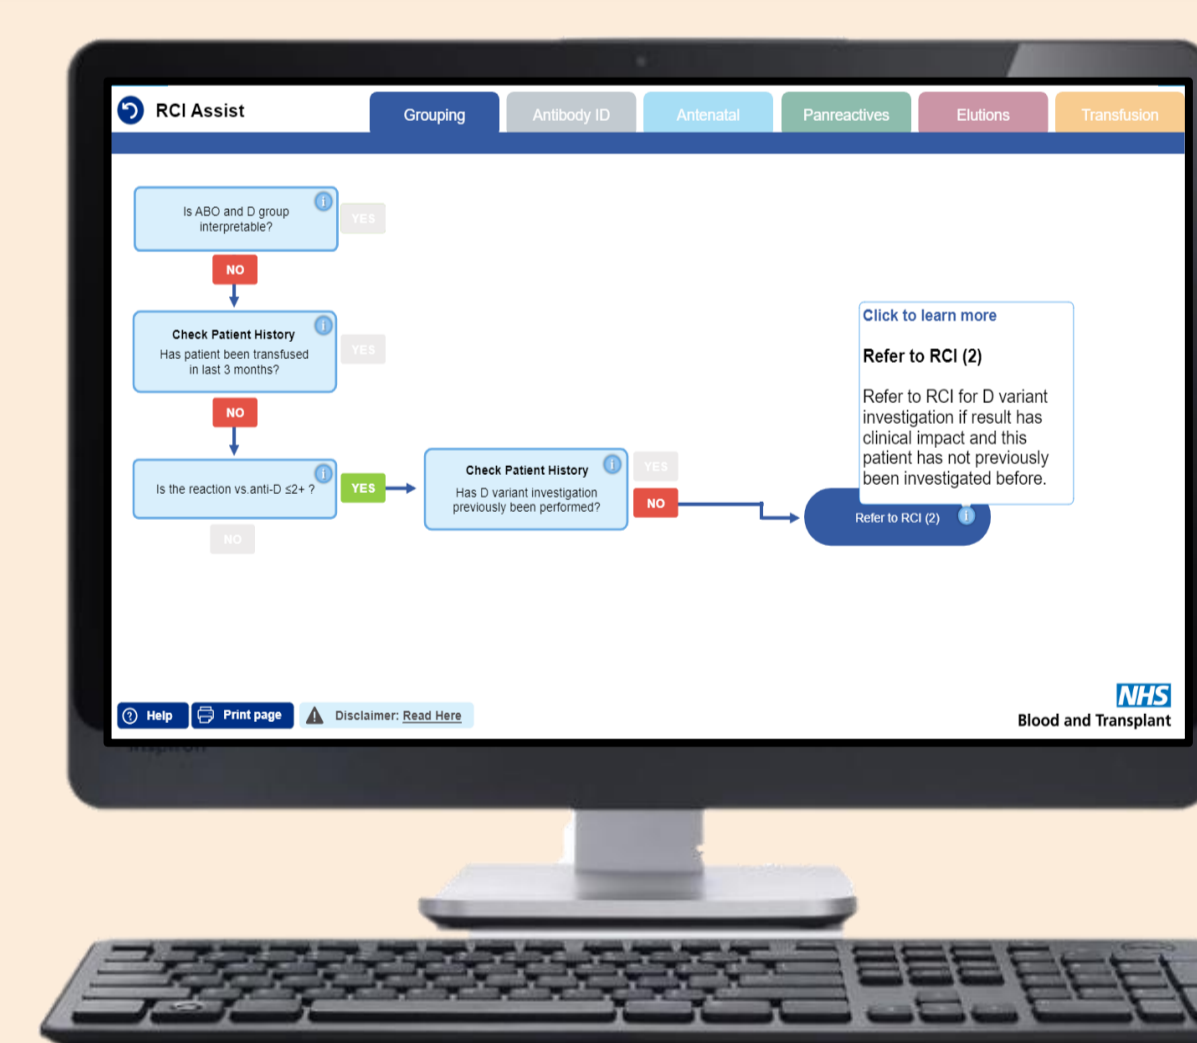 RCI Assist
Grouping
Antibody ID
Antenatal
Panreactives
Elutions
Transfusion
Is ABO and D group
interpretable?
YES
NO
Check Patient History
Has patient been transfused
in last 3 months?
YES
NO
Is the reaction vs.anti-D ≤2+ ?
YES
NO
Check Patient History
Has D variant investigation
previously been performed?
YES
NO
Click to learn more
Refer to RCI (2)
Refer to RCI for D variant
investigation if result has
clinical impact and this
patient has not previously
been investigated before.
Refer to RCI (2)
Help
Print page
Disclaimer: Read Here
NHS
Blood and Transplant